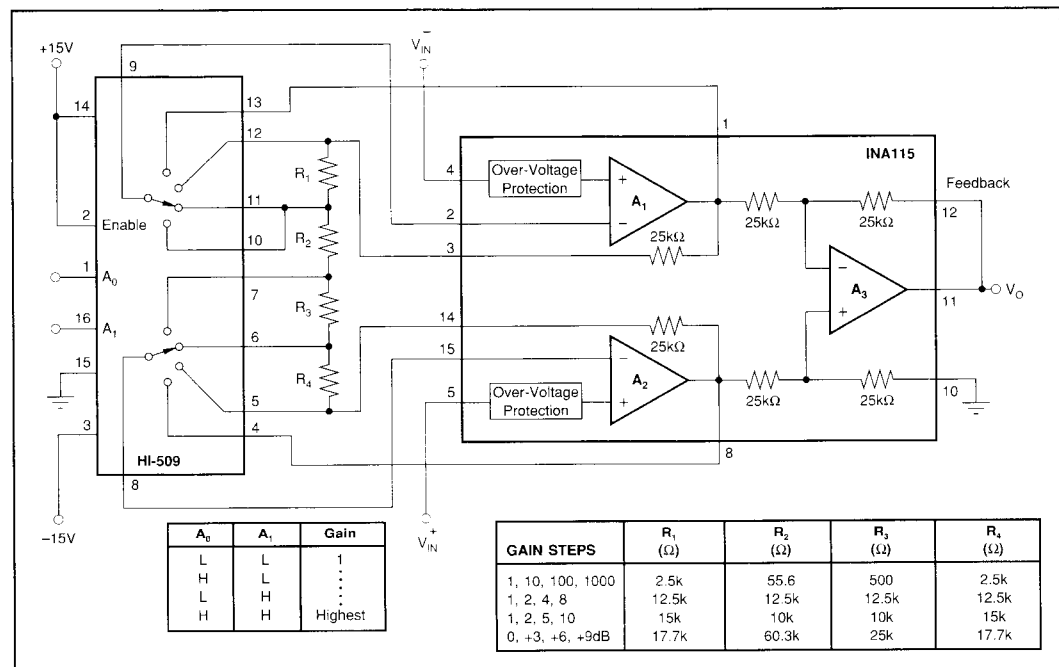 +15V
9
V⁻IN
14
13
12
1
INA115
R1
4
Over-Voltage
Protection
+
A1
−
Feedback
11
2
25kΩ
25kΩ
12
2
Enable
10
R2
3
25kΩ
−
A3
+
VO
11
1
A0
7
R3
14
25kΩ
16
A1
6
15
−
A2
+
15
R4
5
Over-Voltage
Protection
25kΩ
25kΩ
10
3
5
4
HI-509
8
8
−15V
V⁺IN
A0 A1 Gain
L L 1
H L ⋮
L H ⋮
H H Highest
GAIN STEPS R1 (Ω) R2 (Ω) R3 (Ω) R4 (Ω)
1, 10, 100, 1000 2.5k 55.6 500 2.5k
1, 2, 4, 8 12.5k 12.5k 12.5k 12.5k
1, 2, 5, 10 15k 10k 10k 15k
0, +3, +6, +9dB 17.7k 60.3k 25k 17.7k